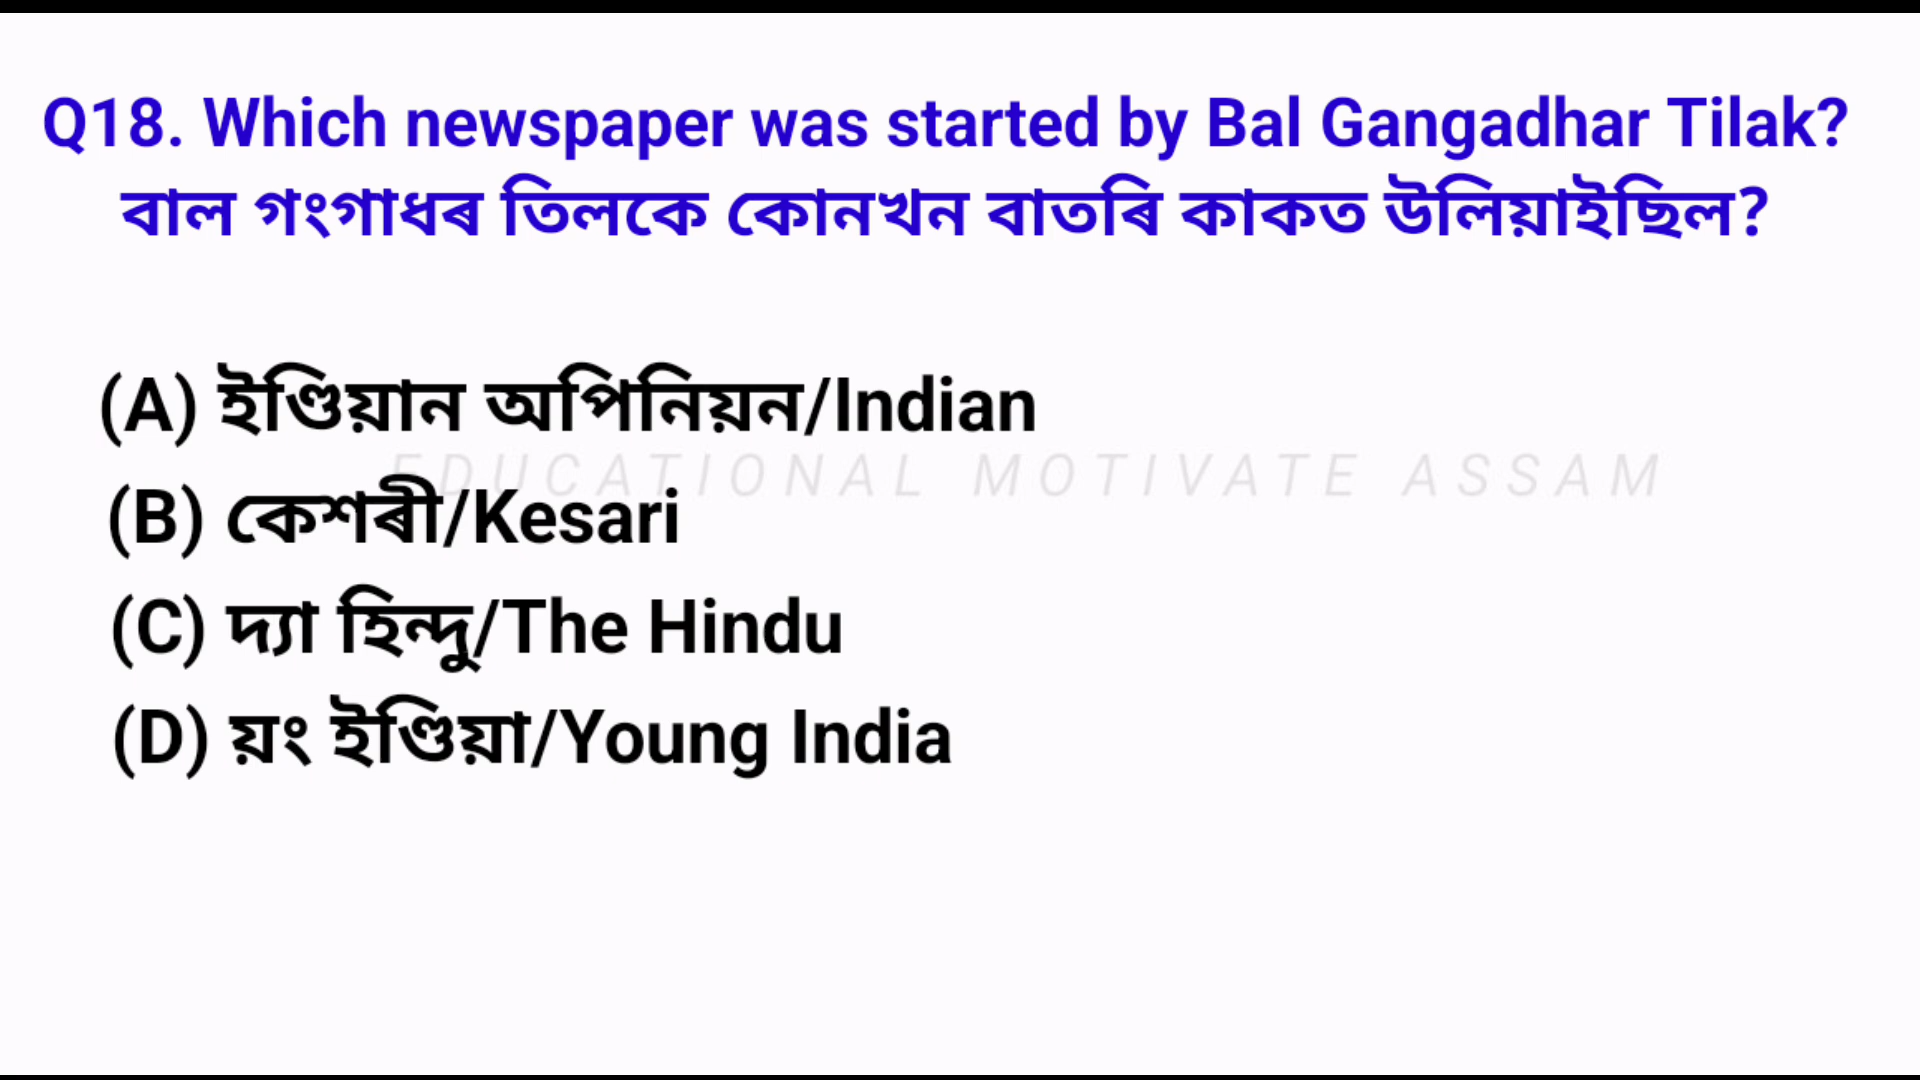 Q18. Which newspaper was started by Bal Gangadhar Tilak?
বাল গংগাধৰ তিলকে কোনখন বাতৰি কাকত উলিয়াইছিল?
(A) ইণ্ডিয়ান অপিনিয়ন/Indian
EDUCATIONAL MOTIVATE ASSAM
(B) কেশৰী/Kesari
(C) দ্যা হিন্দু/The Hindu
(D) য়ং ইণ্ডিয়া/Young India